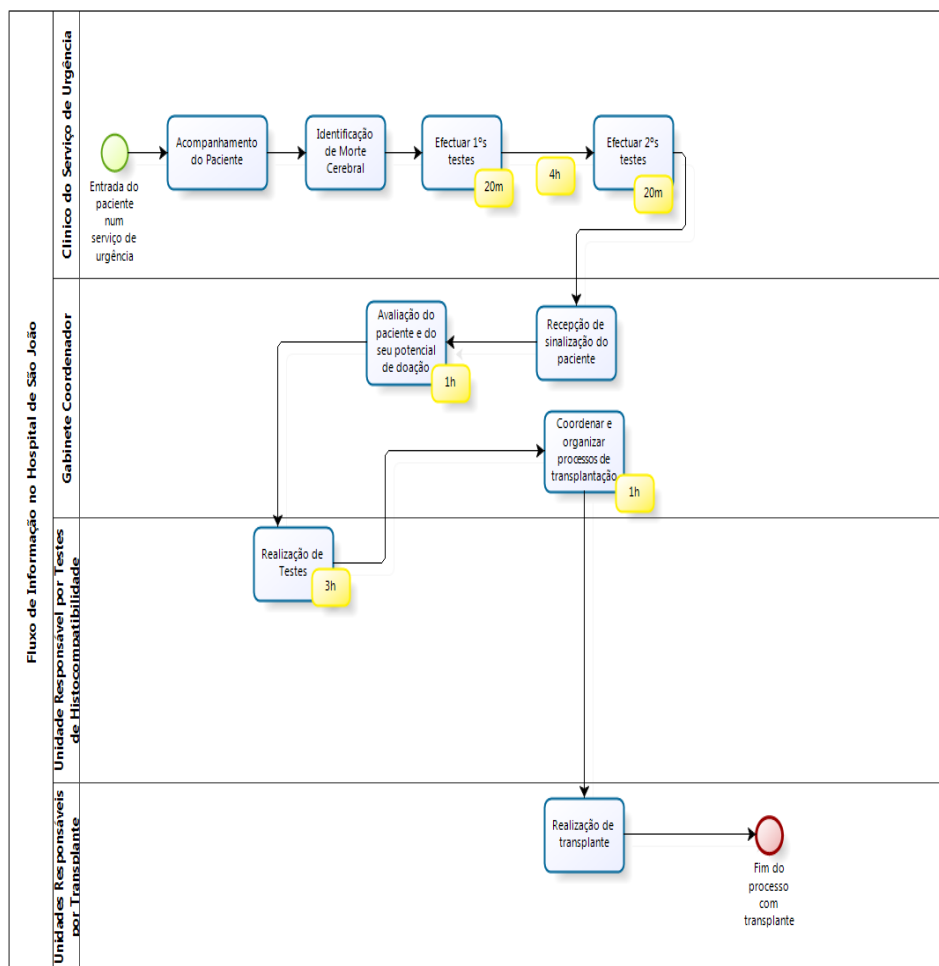 Fluxo de Informação no Hospital de São João
Clínico do Serviço de Urgência
Entrada do
paciente
num
serviço de
urgência
Acompanhamento
do Paciente
Identificação
de Morte
Cerebral
Efectuar 1ºs
testes
20m
4h
Efectuar 2ºs
testes
20m
Gabinete Coordenador
Avaliação do
paciente e do
seu potencial
de doação
1h
Recepção de
sinalização do
paciente
Coordenar e
organizar
processos de
transplantação
1h
Unidade Responsável por Testes
de Histocompatibilidade
Realização de
Testes
3h
Unidades Responsáveis
por Transplante
Realização de
transplante
Fim do
processo
com
transplante